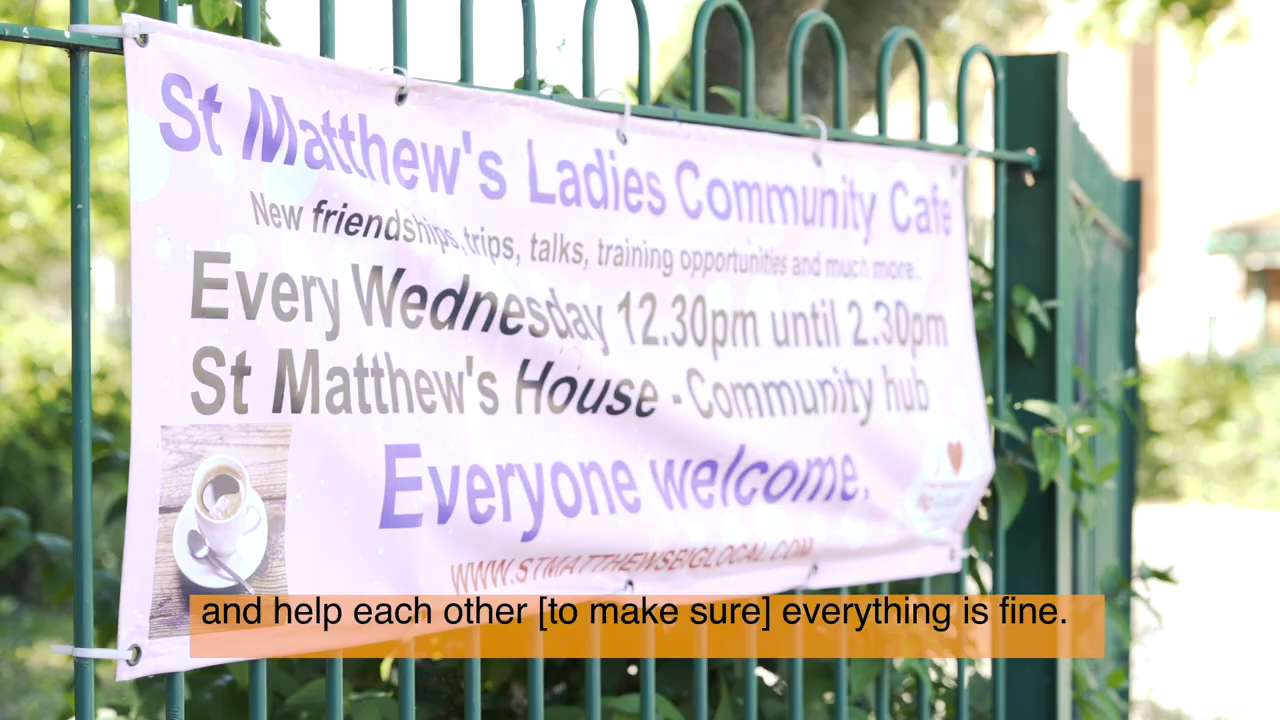 St Matthew's Ladies Community Cafe
New friendships, trips, talks, training opportunities and much more.
Every Wednesday 12.30pm until 2.30pm
St Matthew's House - Community hub
Everyone welcome.
WWW.STMATTHEWSBIGLOCAL.COM
and help each other [to make sure] everything is fine.